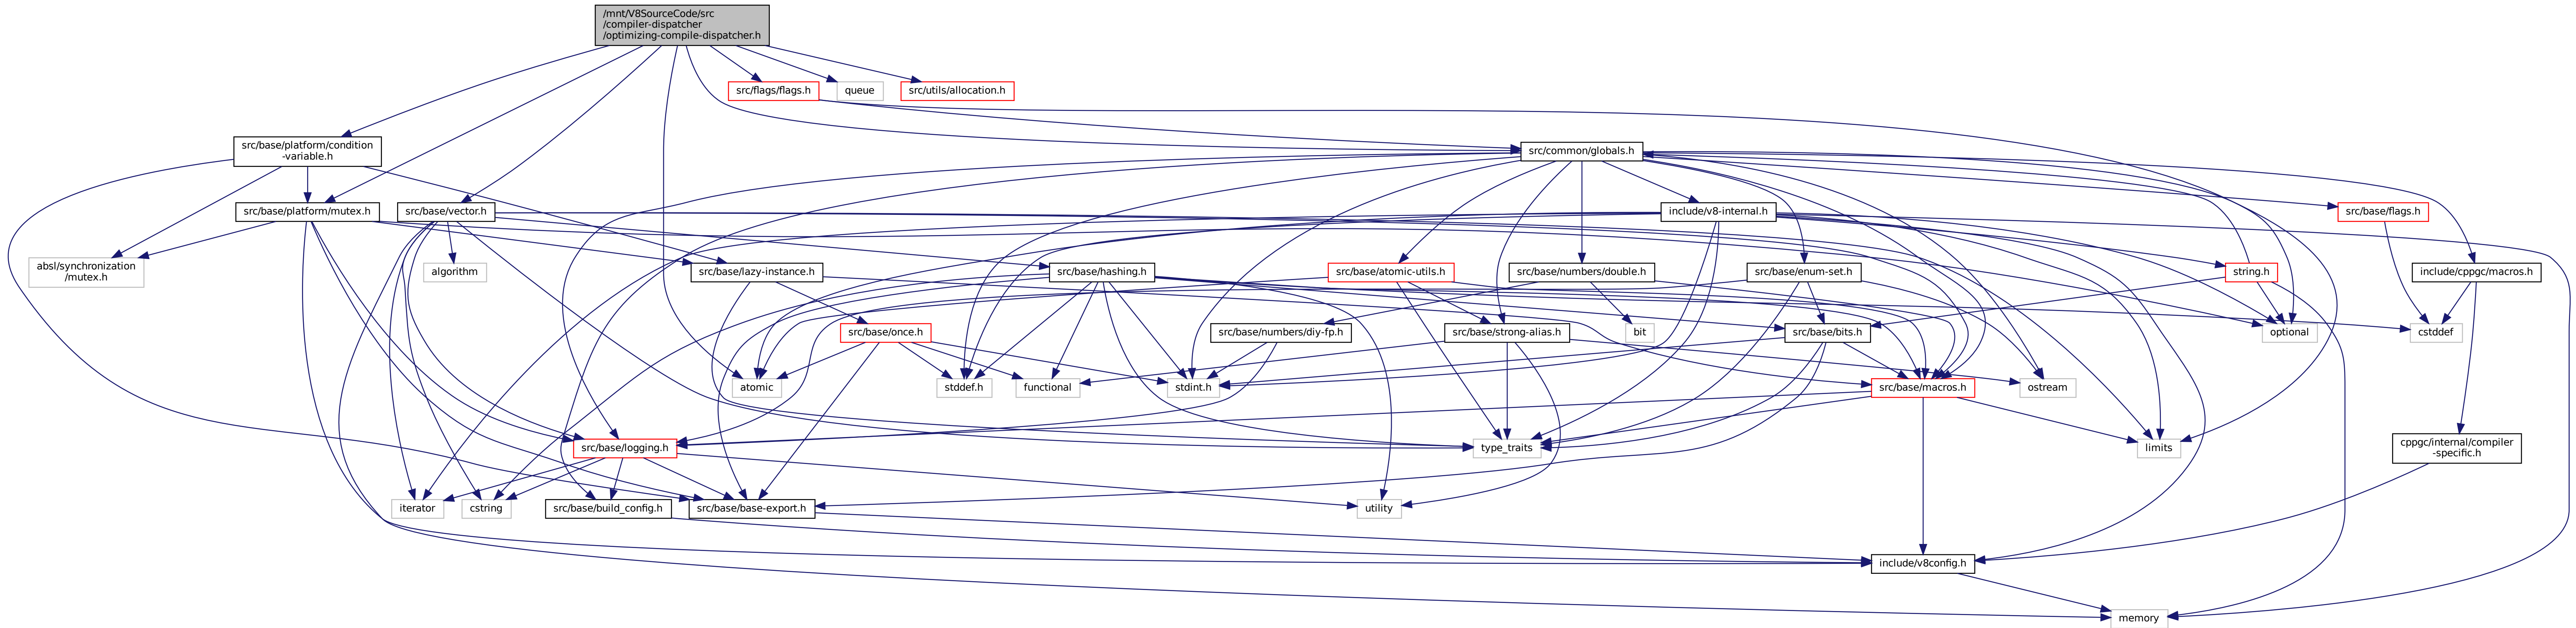 /mnt/V8SourceCode/src
/compiler-dispatcher
/optimizing-compile-dispatcher.h
src/flags/flags.h
queue
src/utils/allocation.h
src/base/platform/condition
-variable.h
src/common/globals.h
src/base/platform/mutex.h
src/base/vector.h
include/v8-internal.h
src/base/flags.h
absl/synchronization
/mutex.h
algorithm
src/base/lazy-instance.h
src/base/hashing.h
src/base/atomic-utils.h
src/base/numbers/double.h
src/base/enum-set.h
string.h
include/cppgc/macros.h
src/base/once.h
src/base/numbers/diy-fp.h
src/base/strong-alias.h
bit
src/base/bits.h
optional
cstddef
atomic
stddef.h
functional
stdint.h
src/base/macros.h
ostream
src/base/logging.h
type_traits
limits
cppgc/internal/compiler
-specific.h
iterator
cstring
src/base/build_config.h
src/base/base-export.h
utility
include/v8config.h
memory